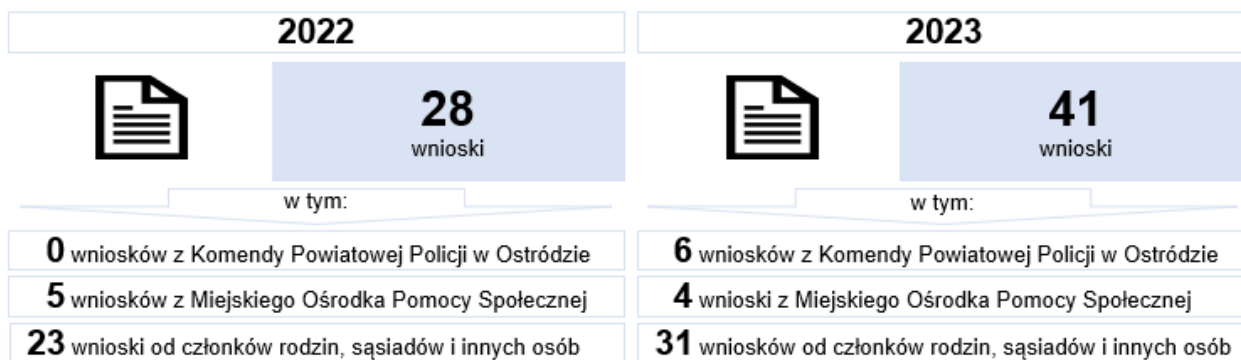 2022
28
wnioski
w tym:
0 wniosków z Komendy Powiatowej Policji w Ostródzie
5 wniosków z Miejskiego Ośrodka Pomocy Społecznej
23 wnioski od członków rodzin, sąsiadów i innych osób
2023
41
wnioski
w tym:
6 wniosków z Komendy Powiatowej Policji w Ostródzie
4 wnioski z Miejskiego Ośrodka Pomocy Społecznej
31 wniosków od członków rodzin, sąsiadów i innych osób